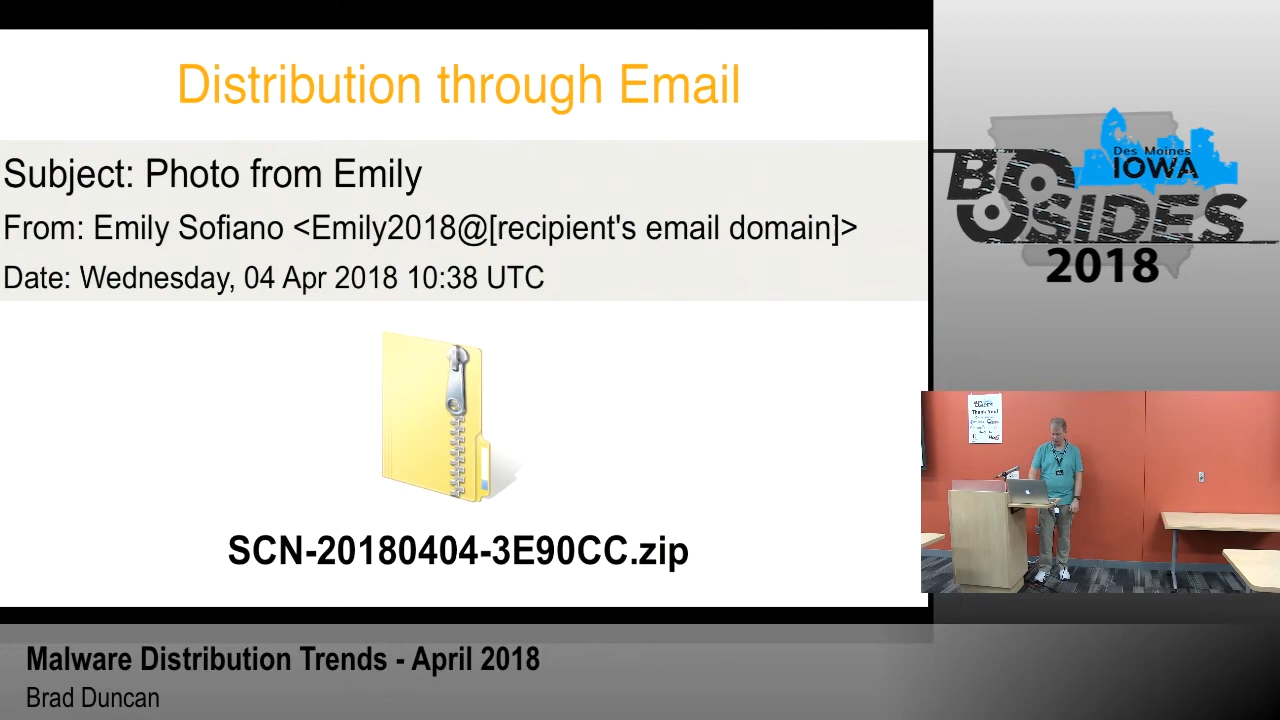 Distribution through Email
Subject: Photo from Emily
From: Emily Sofiano <Emily2018@[recipient's email domain]>
Date: Wednesday, 04 Apr 2018 10:38 UTC
SCN-20180404-3E90CC.zip
Des Moines
IOWA
BSIDES
2018
Thank You!
Malware Distribution Trends - April 2018
Brad Duncan